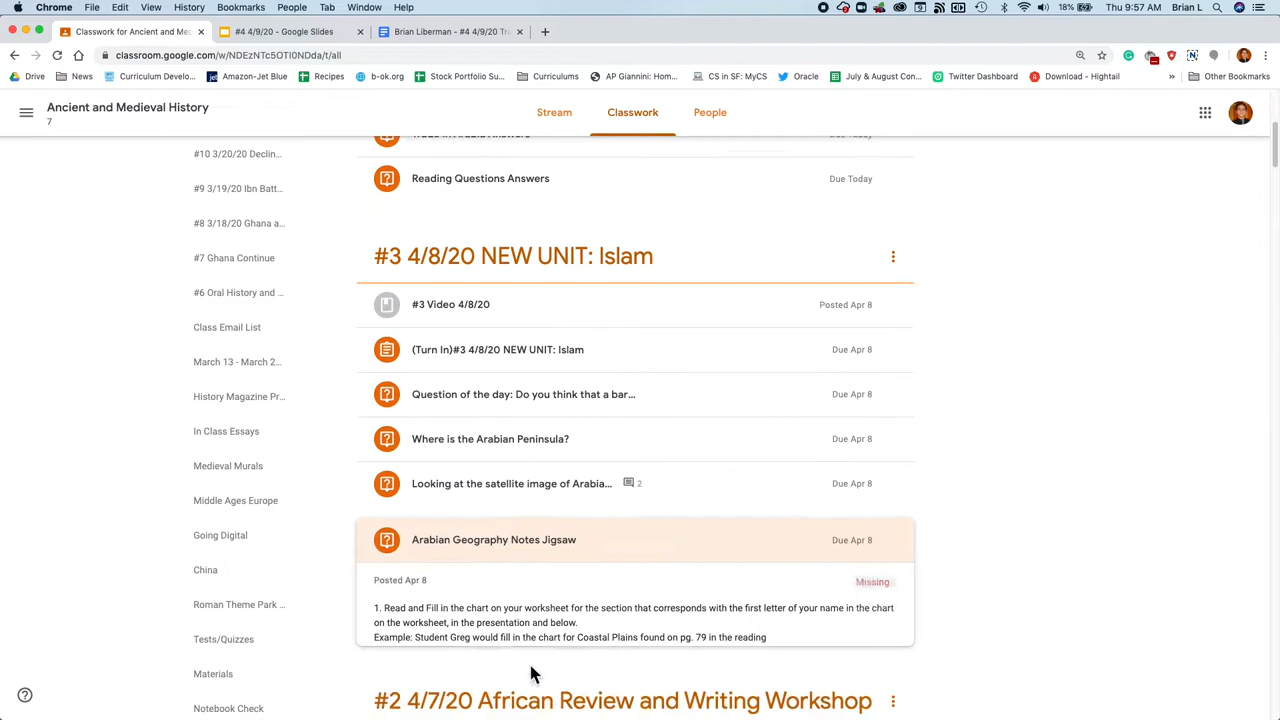 Chrome File Edit View History Bookmarks People Tab Window Help
18% Thu 9:57 AM Brian L
Classwork for Ancient and Med
#4 4/9/20 - Google Slides
Brian Liberman - #4 4/9/20 Tra
classroom.google.com/w/NDEzNTc5OTI0NDda/t/all
Drive News Curriculum Develo... Amazon-Jet Blue Recipes b-ok.org Stock Portfolio Su... Curriculums AP Giannini: Hom... CS in SF: MyCS Oracle July & August Con... Twitter Dashboard Download - Hightail » Other Bookmarks
Ancient and Medieval History
7
Stream Classwork People
#10 3/20/20 Declin...
#9 3/19/20 Ibn Batt...
#8 3/18/20 Ghana a...
#7 Ghana Continue
#6 Oral History and ...
Class Email List
March 13 - March 2...
History Magazine Pr...
In Class Essays
Medieval Murals
Middle Ages Europe
Going Digital
China
Roman Theme Park ...
Tests/Quizzes
Materials
Notebook Check
Reading Questions Answers Due Today
#3 4/8/20 NEW UNIT: Islam
#3 Video 4/8/20 Posted Apr 8
(Turn In)#3 4/8/20 NEW UNIT: Islam Due Apr 8
Question of the day: Do you think that a bar... Due Apr 8
Where is the Arabian Peninsula? Due Apr 8
Looking at the satellite image of Arabia... 2 Due Apr 8
Arabian Geography Notes Jigsaw Due Apr 8
Posted Apr 8 Missing
1. Read and Fill in the chart on your worksheet for the section that corresponds with the first letter of your name in the chart
on the worksheet, in the presentation and below.
Example: Student Greg would fill in the chart for Coastal Plains found on pg. 79 in the reading
#2 4/7/20 African Review and Writing Workshop